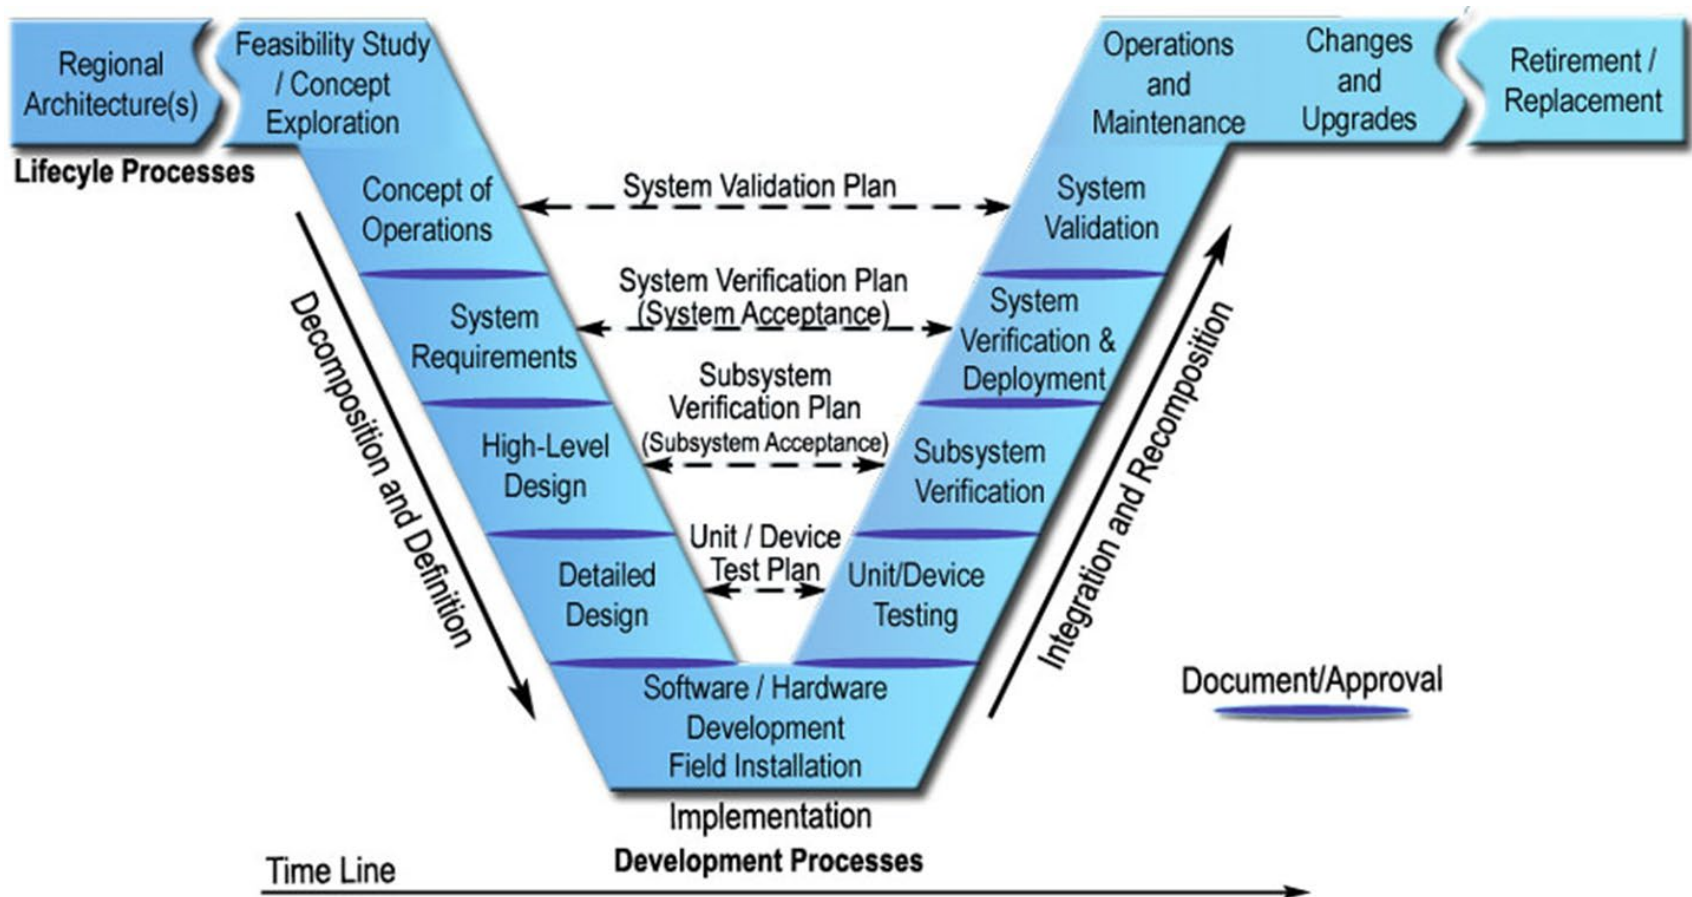 Regional
Architecture(s)
Feasibility Study
/ Concept
Exploration
Operations
and
Maintenance
Changes
and
Upgrades
Retirement /
Replacement
Lifecyle Processes
Concept of
Operations
System Validation Plan
System
Validation
System Verification Plan
(System Acceptance)
System
Requirements
System
Verification &
Deployment
Subsystem
Verification Plan
(Subsystem Acceptance)
High-Level
Design
Subsystem
Verification
Unit / Device
Test Plan
Detailed
Design
Unit/Device
Testing
Decomposition and Definition
Integration and Recomposition
Software / Hardware
Development
Field Installation
Document/Approval
Implementation
Development Processes
Time Line